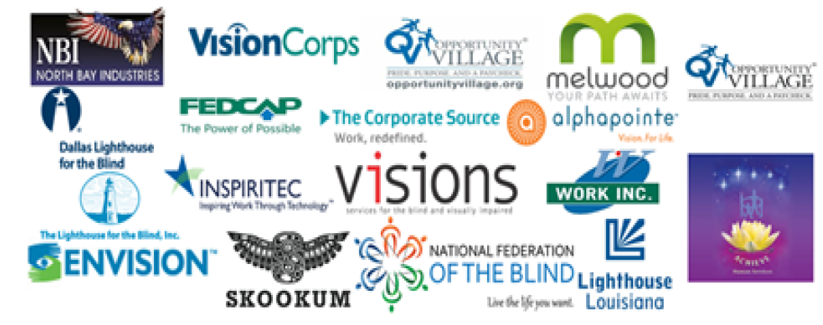 NBI
NORTH BAY INDUSTRIES
VisionCorps
OPPORTUNITY
VILLAGE
PRIDE, PURPOSE, AND A PAYCHECK.
opportunityvillage.org
melwood
YOUR PATH AWAITS
OPPORTUNITY
VILLAGE
PRIDE, PURPOSE, AND A PAYCHECK.
Dallas Lighthouse
for the Blind
FEDCAP
The Power of Possible
The Corporate Source
Work, redefined.
alphapointe
Vision. For Life.
The Lighthouse for the Blind, Inc.
INSPIRITEC
Inspiring Work Through Technology
visions
services for the blind and visually impaired
W
WORK INC.
ACHIEVE
Human Services
ENVISION™
SKOOKUM
NATIONAL FEDERATION
OF THE BLIND
Live the life you want.
Lighthouse
Louisiana